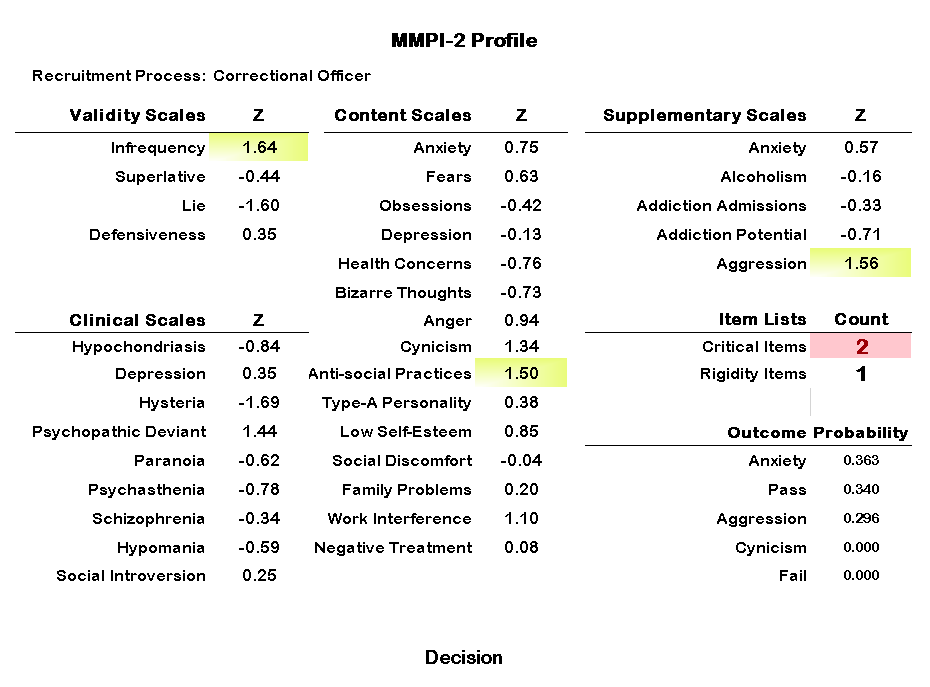 MMPI-2 Profile
Recruitment Process: Correctional Officer
Validity Scales Z
Infrequency 1.64
Superlative -0.44
Lie -1.60
Defensiveness 0.35
Clinical Scales Z
Hypochondriasis -0.84
Depression 0.35
Hysteria -1.69
Psychopathic Deviant 1.44
Paranoia -0.62
Psychasthenia -0.78
Schizophrenia -0.34
Hypomania -0.59
Social Introversion 0.25
Content Scales Z
Anxiety 0.75
Fears 0.63
Obsessions -0.42
Depression -0.13
Health Concerns -0.76
Bizarre Thoughts -0.73
Anger 0.94
Cynicism 1.34
Anti-social Practices 1.50
Type-A Personality 0.38
Low Self-Esteem 0.85
Social Discomfort -0.04
Family Problems 0.20
Work Interference 1.10
Negative Treatment 0.08
Supplementary Scales Z
Anxiety 0.57
Alcoholism -0.16
Addiction Admissions -0.33
Addiction Potential -0.71
Aggression 1.56
Item Lists Count
Critical Items 2
Rigidity Items 1
Outcome Probability
Anxiety 0.363
Pass 0.340
Aggression 0.296
Cynicism 0.000
Fail 0.000
Decision